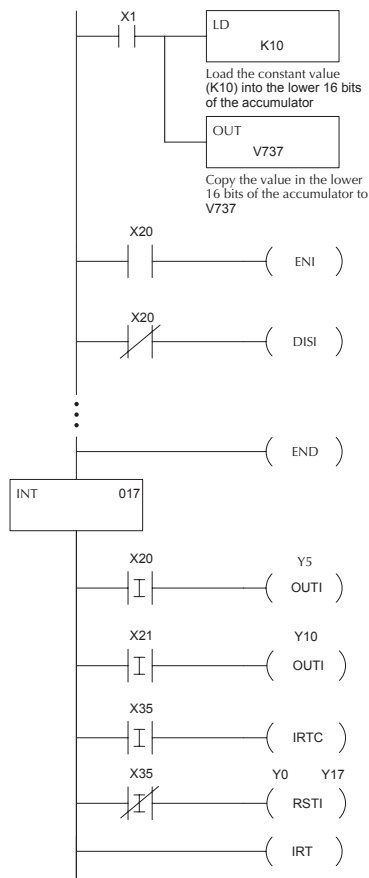 X1
LD
K10
Load the constant value
(K10) into the lower 16 bits
of the accumulator
OUT
V737
Copy the value in the lower
16 bits of the accumulator to
V737
X20
ENI
X20
DISI
END
INT 017
X20 Y5
OUTI
X21 Y10
OUTI
X35
IRTC
X35 Y0 Y17
RSTI
IRT